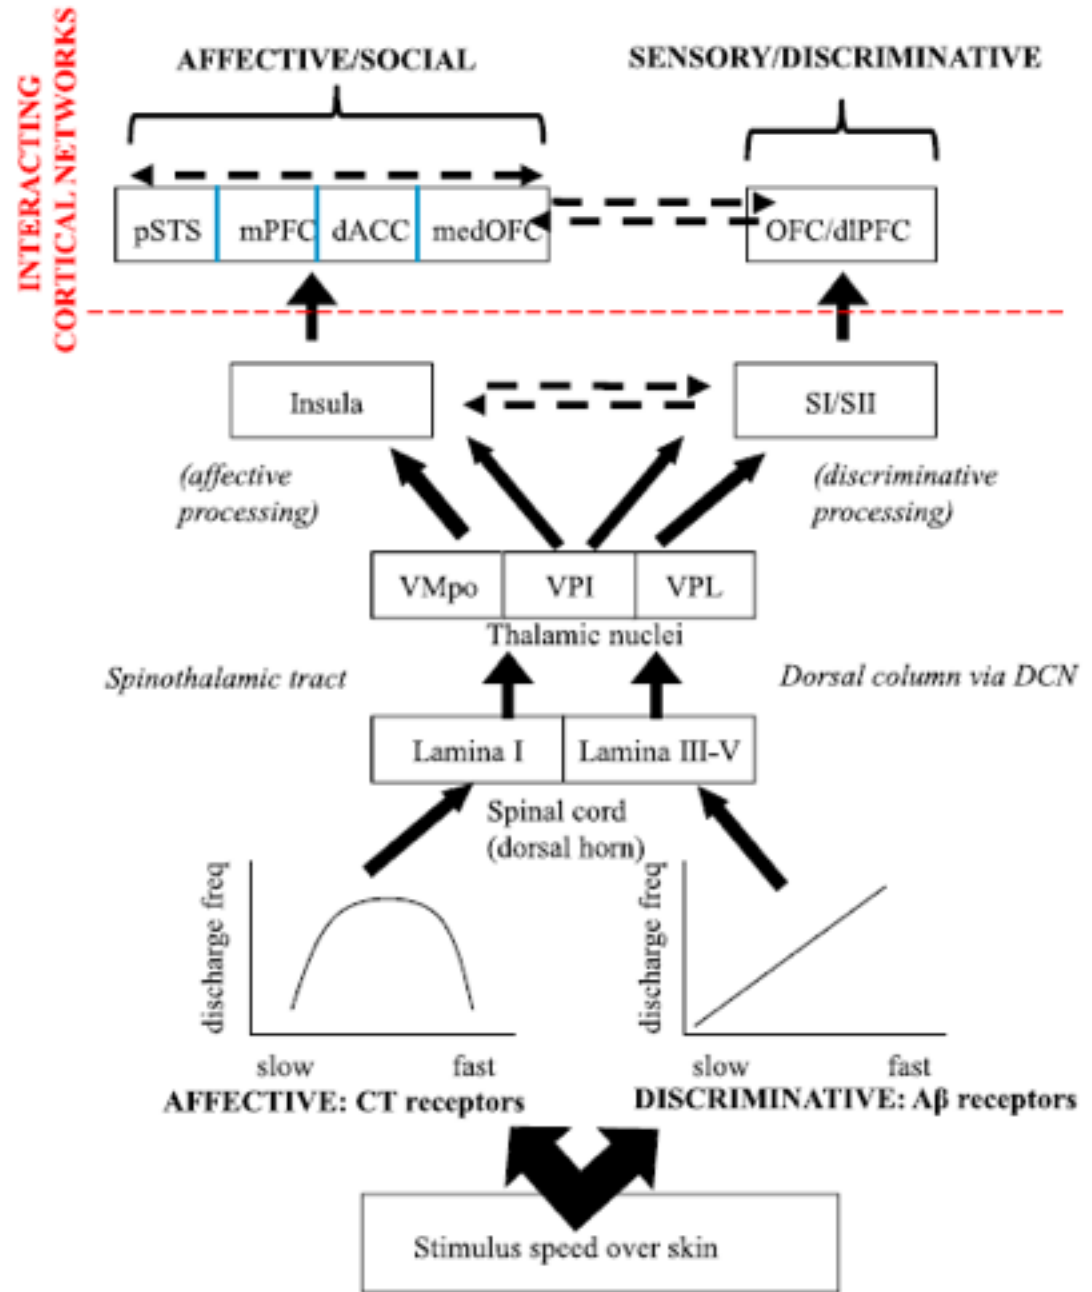 INTERACTING
CORTICAL NETWORKS
AFFECTIVE/SOCIAL
SENSORY/DISCRIMINATIVE
pSTS mPFC dACC medOFC
OFC/dlPFC
Insula
SI/SII
(affective
processing)
(discriminative
processing)
VMpo VPI VPL
Thalamic nuclei
Spinothalamic tract
Dorsal column via DCN
Lamina I Lamina III-V
Spinal cord
(dorsal horn)
discharge freq
slow fast
AFFECTIVE: CT receptors
discharge freq
slow fast
DISCRIMINATIVE: Aβ receptors
Stimulus speed over skin